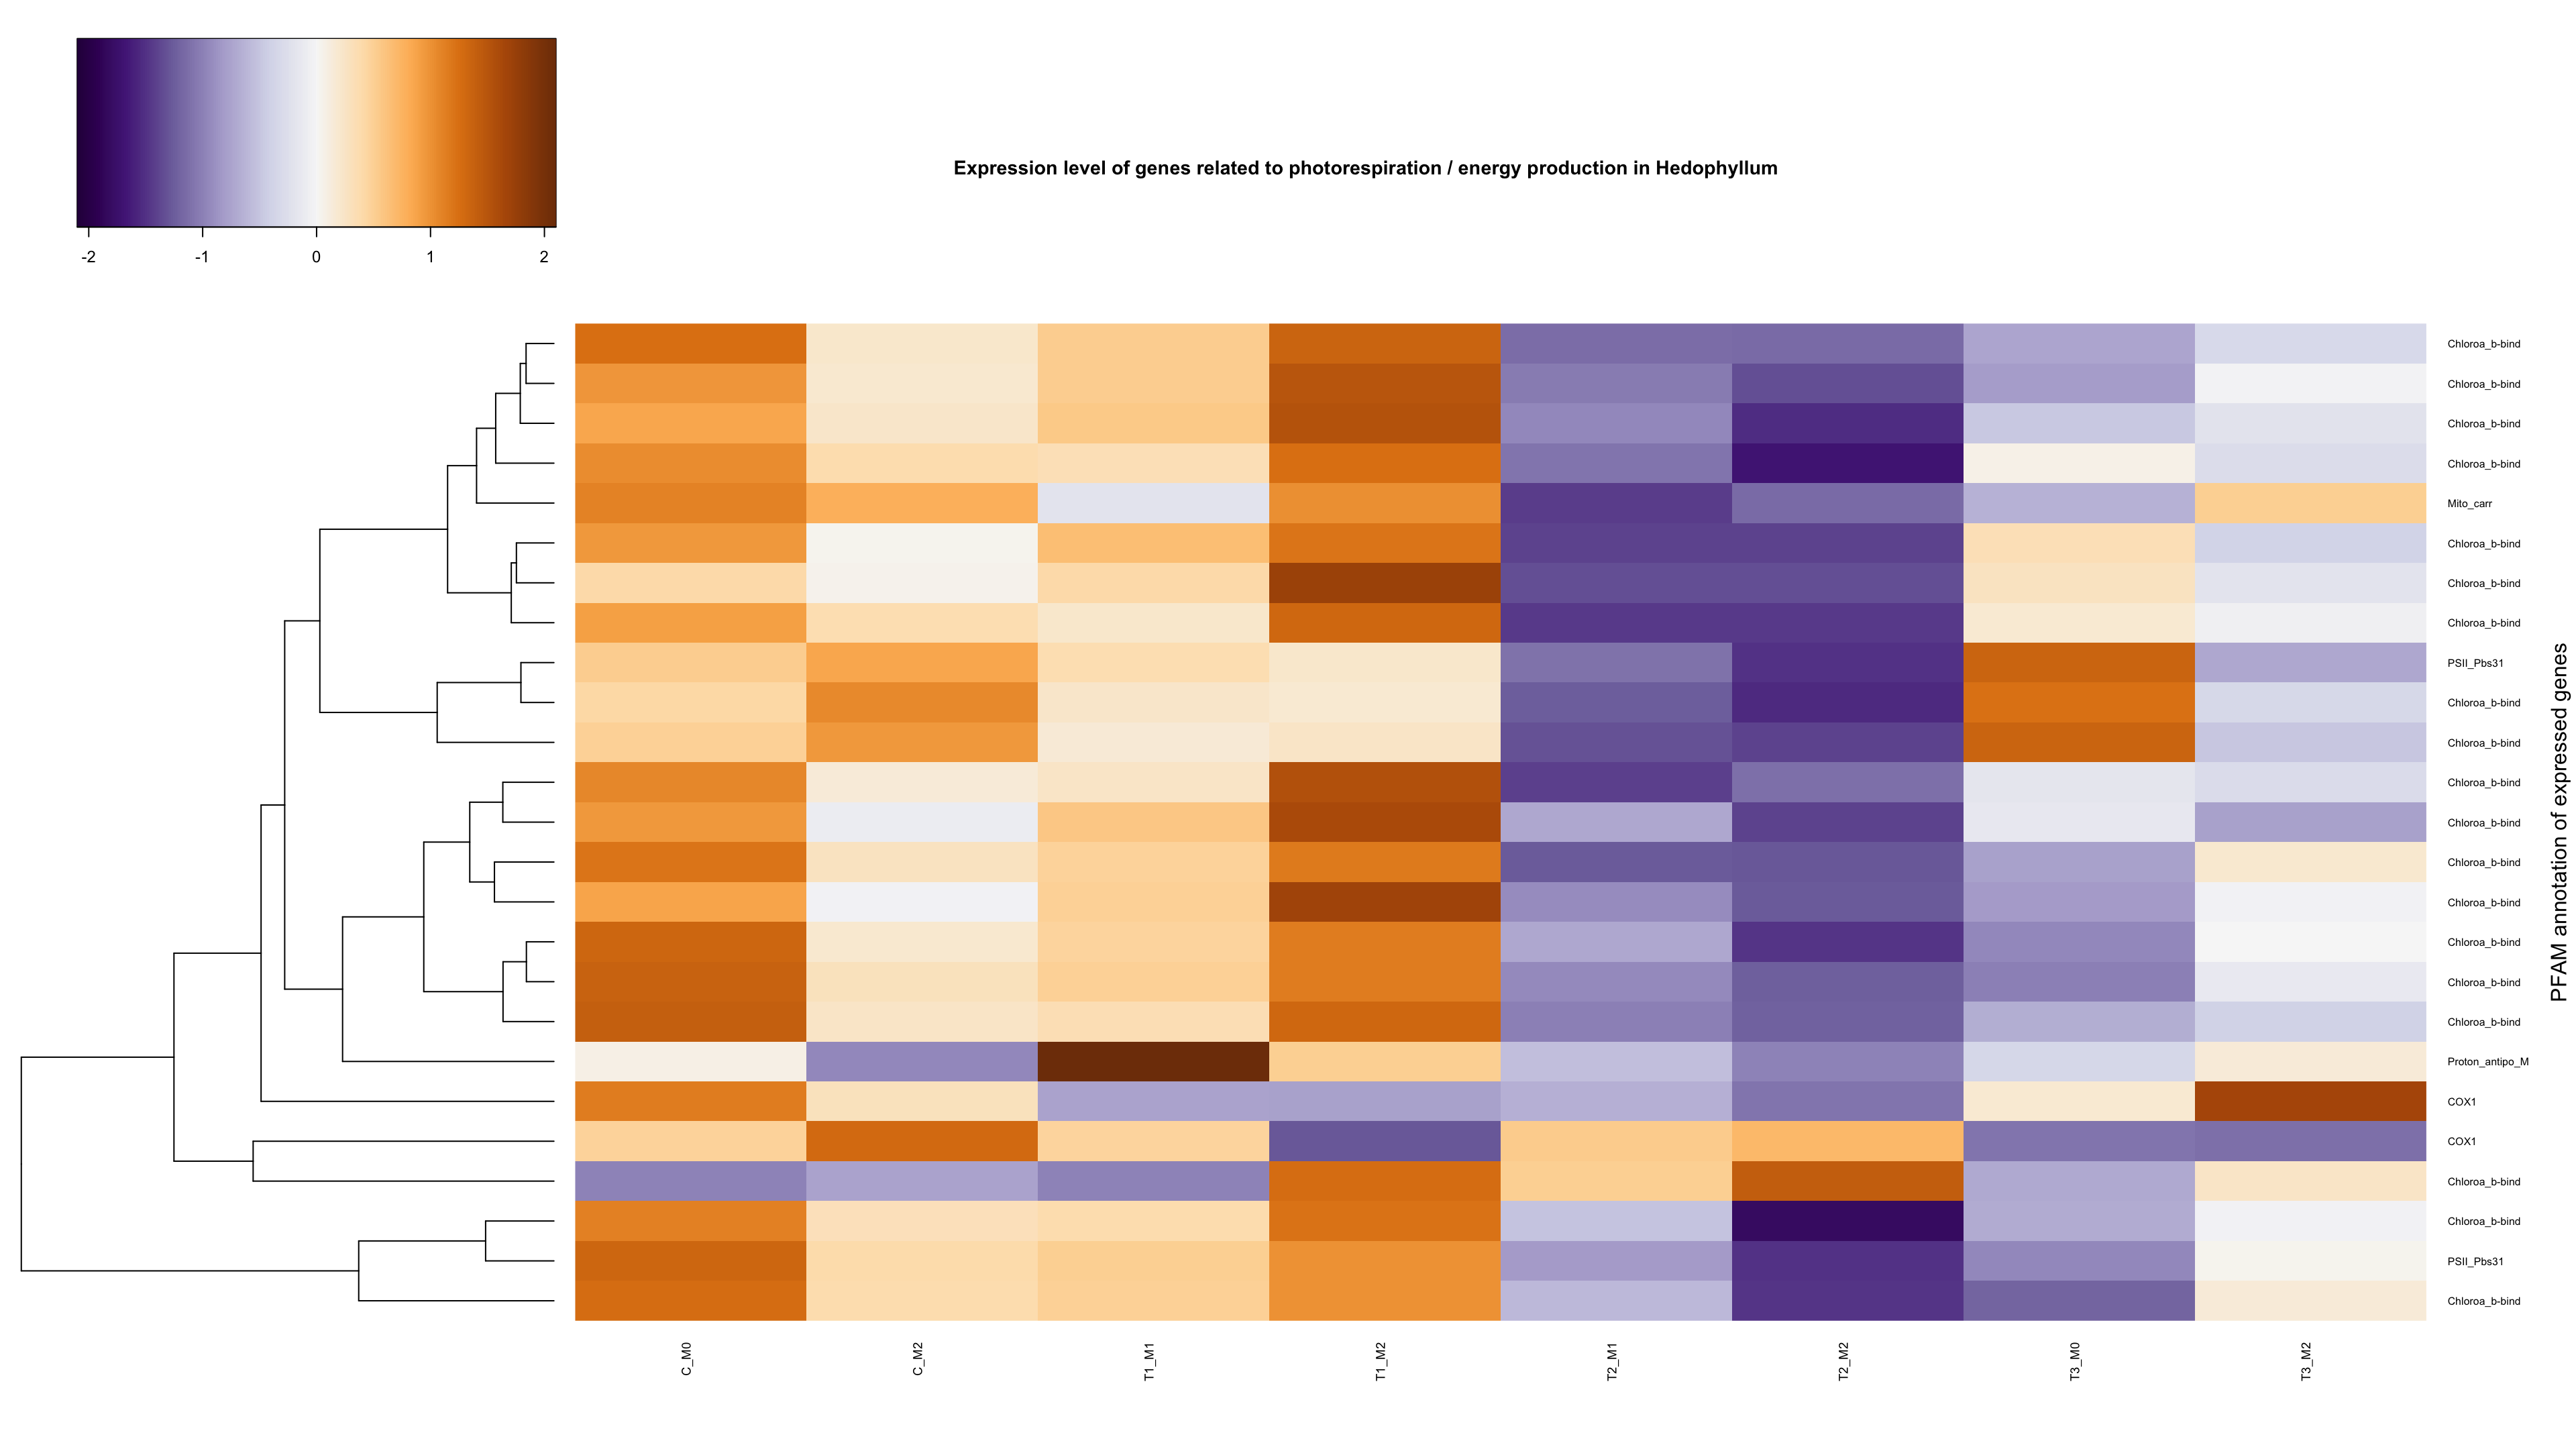 -2 -1 0 1 2
Expression level of genes related to photorespiration / energy production in Hedophyllum
Chloroa_b-bind
Chloroa_b-bind
Chloroa_b-bind
Chloroa_b-bind
Mito_carr
Chloroa_b-bind
Chloroa_b-bind
Chloroa_b-bind
PSII_Pbs31
Chloroa_b-bind
Chloroa_b-bind
Chloroa_b-bind
Chloroa_b-bind
Chloroa_b-bind
Chloroa_b-bind
Chloroa_b-bind
Chloroa_b-bind
Chloroa_b-bind
Proton_antipo_M
COX1
COX1
Chloroa_b-bind
Chloroa_b-bind
PSII_Pbs31
Chloroa_b-bind
PFAM annotation of expressed genes
C_M0 C_M2 T1_M1 T1_M2 T2_M1 T2_M2 T3_M0 T3_M2